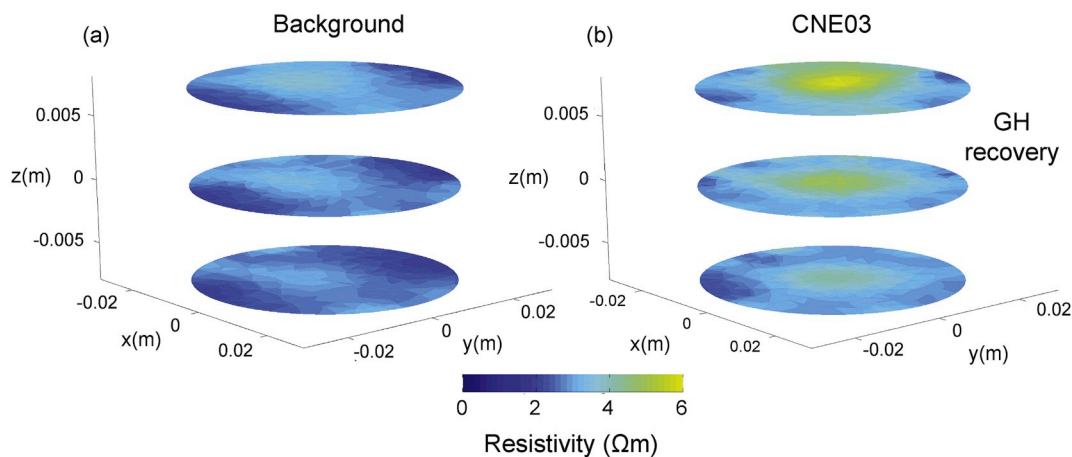 (a)
Background
0.005
z(m)
0
-0.005
-0.02
0
x(m)
0.02
-0.02
y(m)
0
0.02
(b)
CNE03
GH
recovery
0.005
z(m)
0
-0.005
-0.02
0
x(m)
0.02
-0.02
0
y(m)
0.02
0
2
4
6
Resistivity (Ωm)